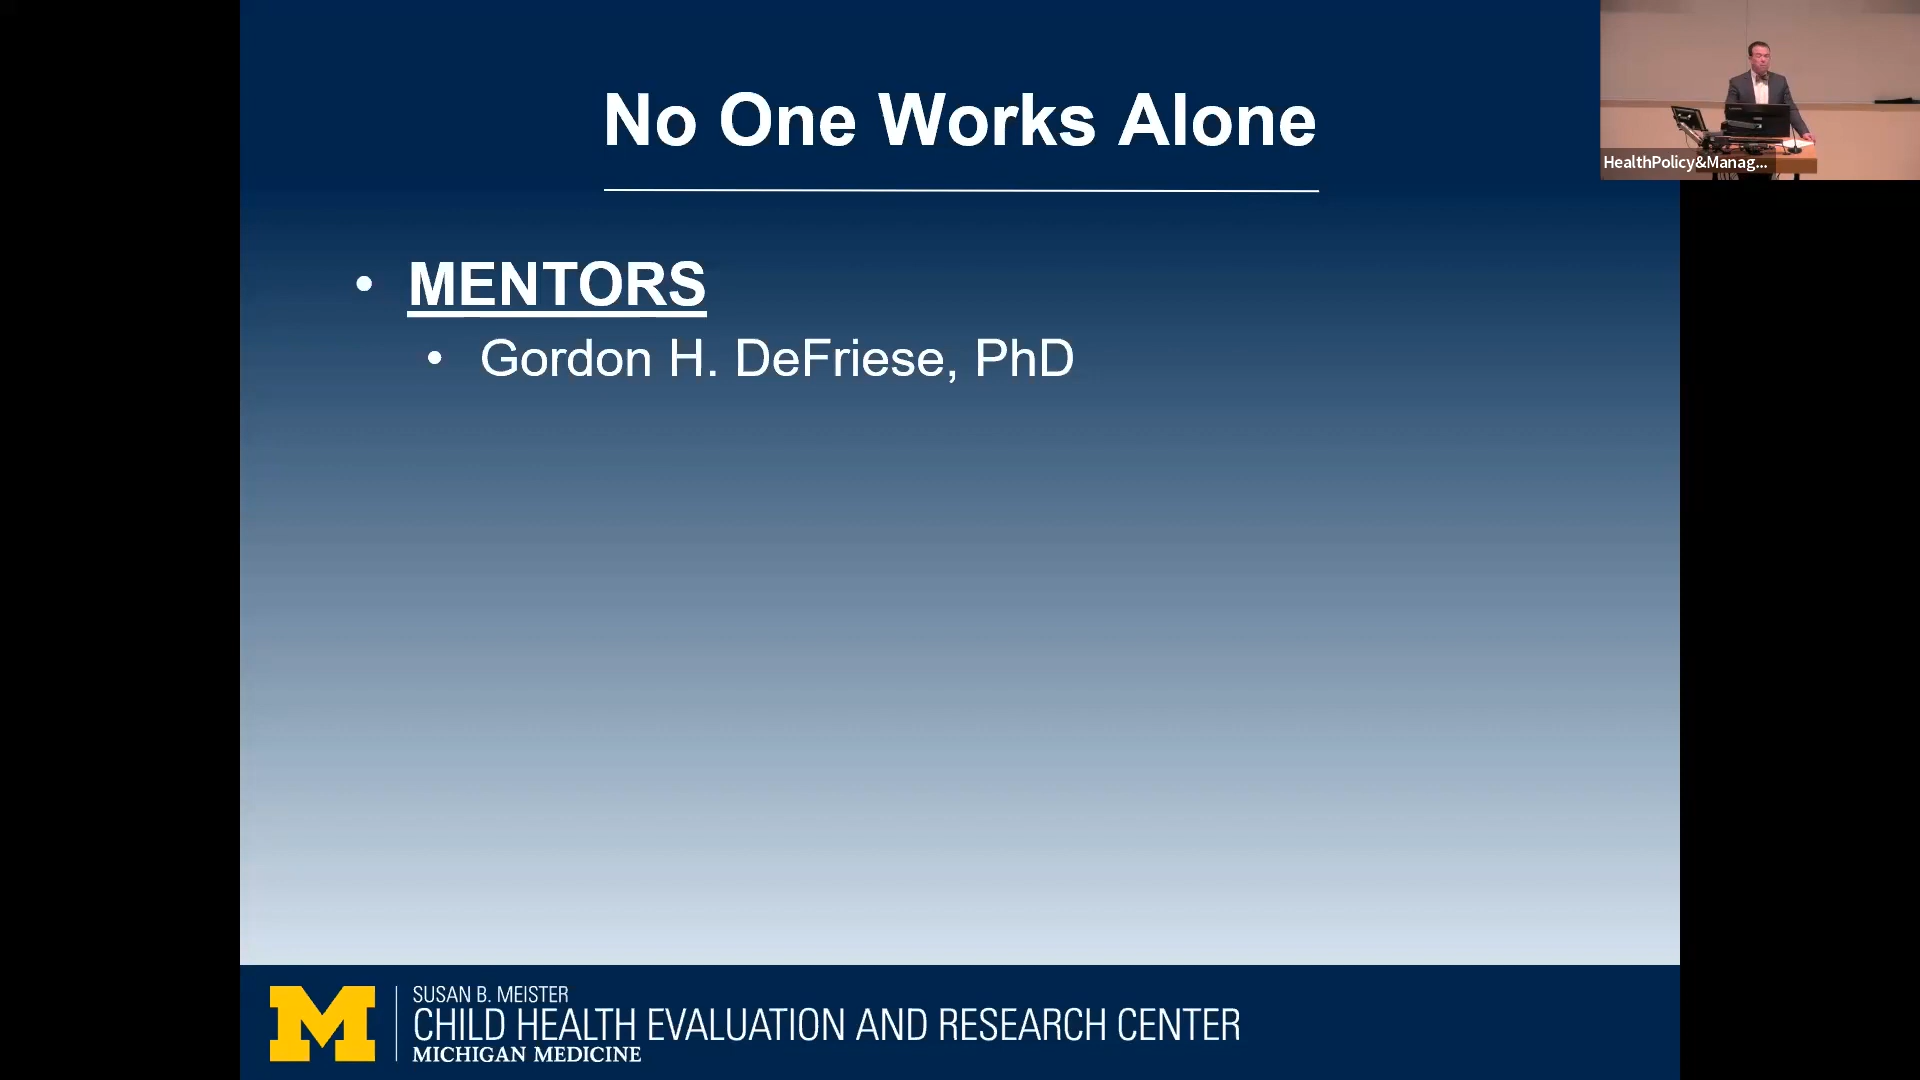 No One Works Alone
HealthPolicy&Manag...
• MENTORS
• Gordon H. DeFriese, PhD
SUSAN B. MEISTER
CHILD HEALTH EVALUATION AND RESEARCH CENTER
MICHIGAN MEDICINE